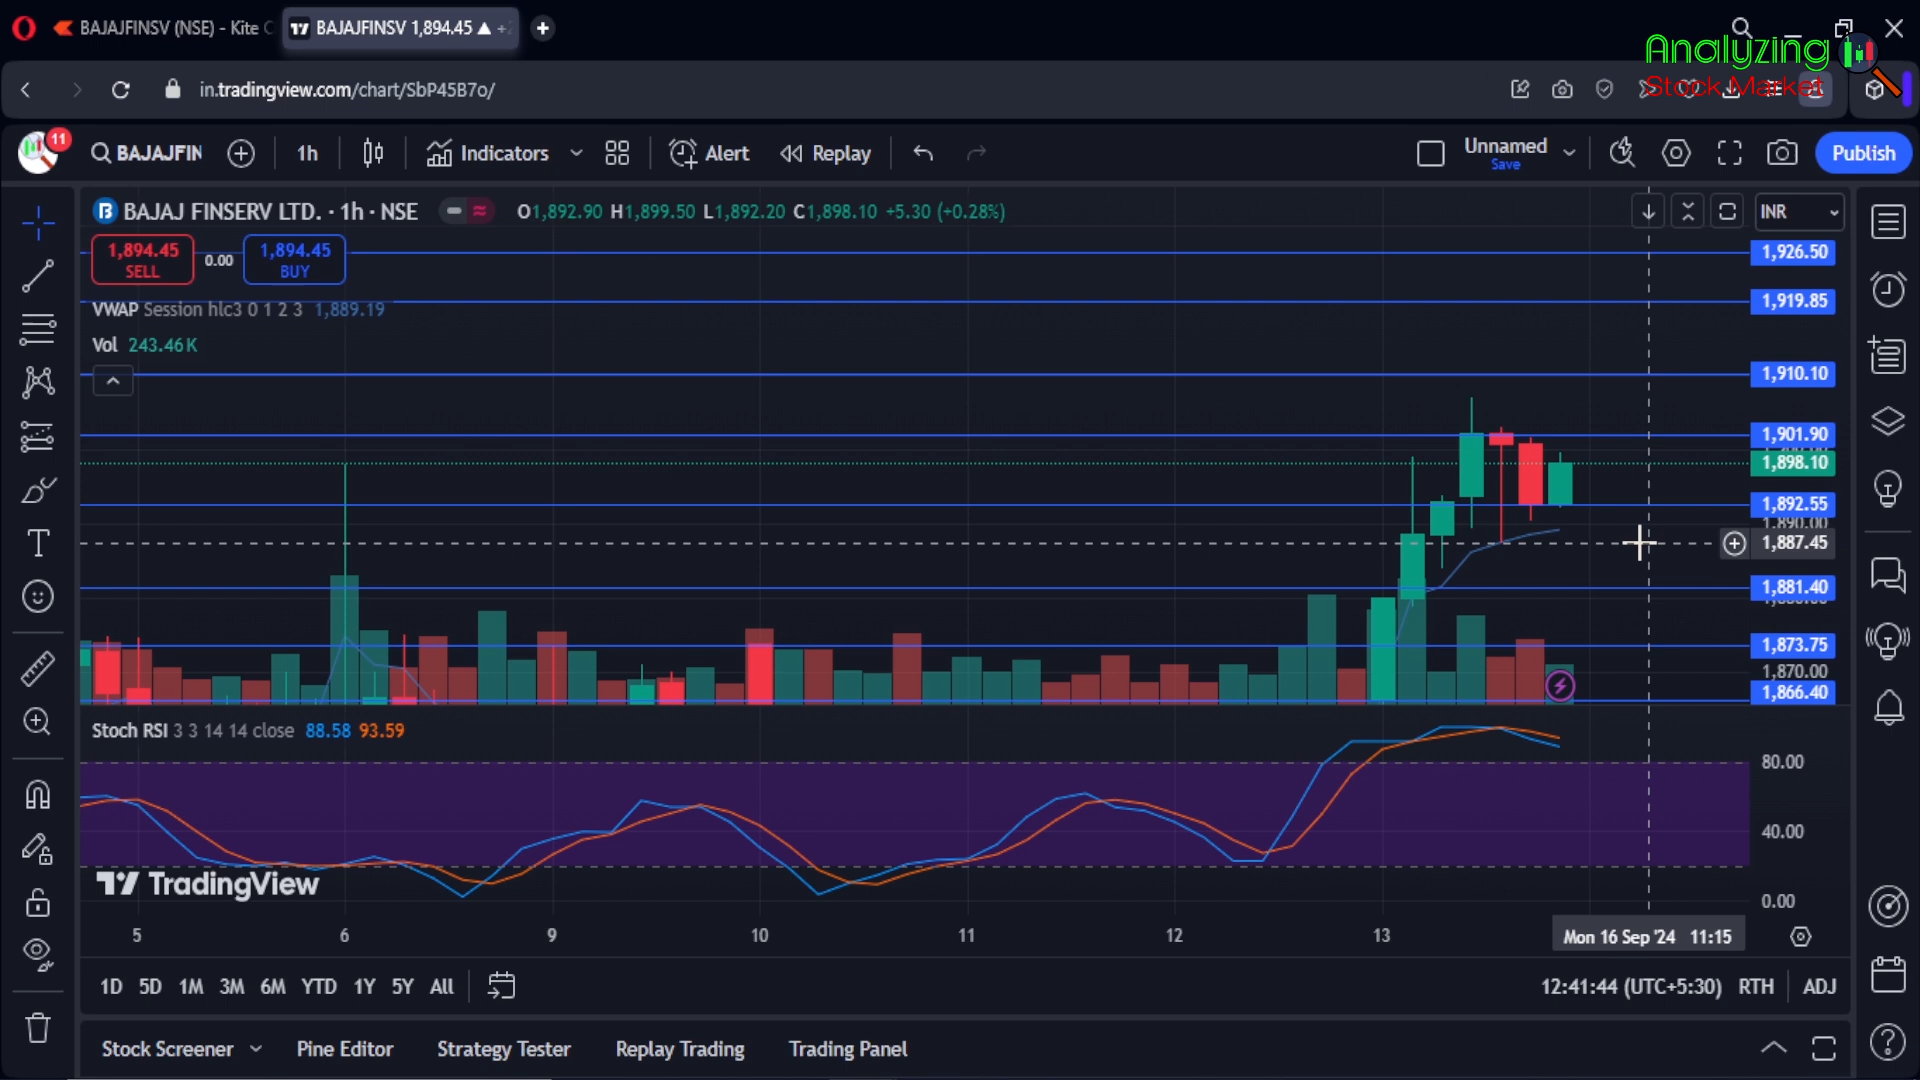 BAJAJFINSV (NSE) - Kite C
BAJAJFINSV 1,894.45 ▲ +
Analyzing
Stock Market
in.tradingview.com/chart/SbP45B7o/
11
BAJAJFIN
1h
Indicators
Alert
Replay
Unnamed
Save
Publish
BAJAJ FINSERV LTD. · 1h · NSE
O1,892.90 H1,899.50 L1,892.20 C1,898.10 +5.30 (+0.28%)
INR
1,894.45
SELL
0.00
1,894.45
BUY
VWAP Session hlc3 0 1 2 3 1,889.19
Vol 243.46K
1,926.50
1,919.85
1,910.10
1,901.90
1,898.10
1,892.55
1,890.00
1,887.45
1,881.40
1,873.75
1,870.00
1,866.40
Stoch RSI 3 3 14 14 close 88.58 93.59
80.00
40.00
0.00
TradingView
5 6 9 10 11 12 13
Mon 16 Sep '24 11:15
1D 5D 1M 3M 6M YTD 1Y 5Y All
12:41:44 (UTC+5:30) RTH ADJ
Stock Screener
Pine Editor
Strategy Tester
Replay Trading
Trading Panel